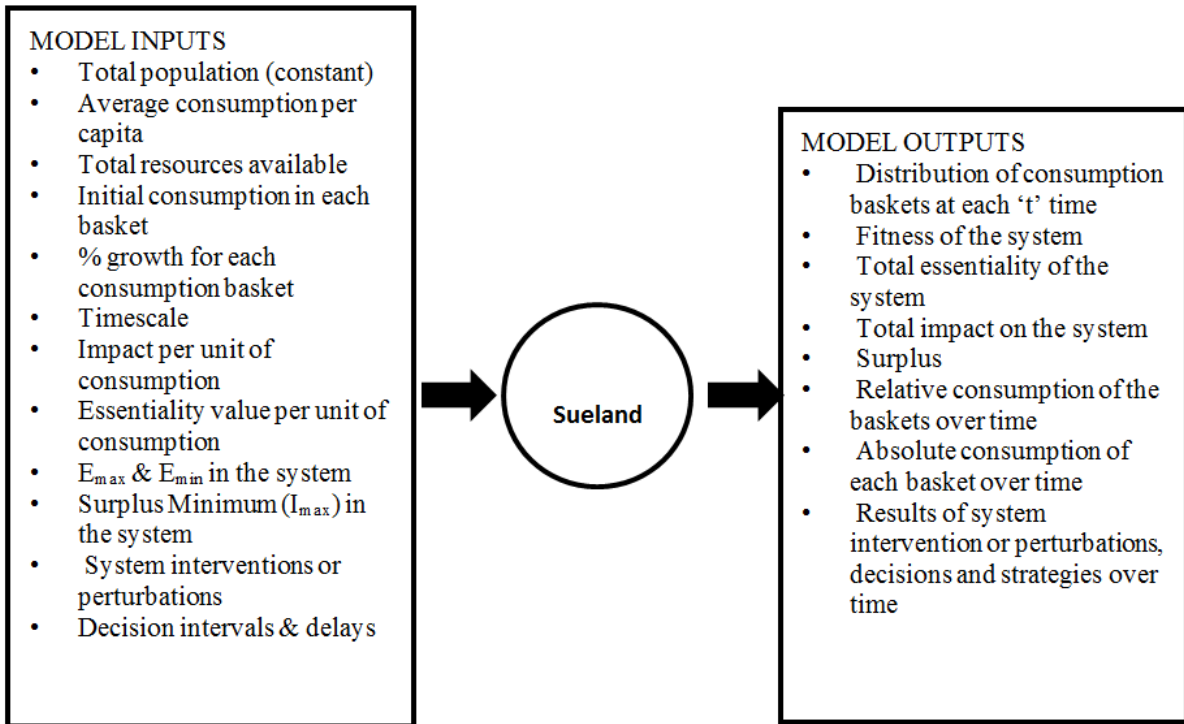 MODEL INPUTS
• Total population (constant)
• Average consumption per
capita
• Total resources available
• Initial consumption in each
basket
• % growth for each
consumption basket
• Timescale
• Impact per unit of
consumption
• Essentiality value per unit of
consumption
• Emax & Emin in the system
• Surplus Minimum (Imax) in
the system
• System interventions or
perturbations
• Decision intervals & delays
Sueland
MODEL OUTPUTS
• Distribution of consumption
baskets at each ‘t’ time
• Fitness of the system
• Total essentiality of the
system
• Total impact on the system
• Surplus
• Relative consumption of the
baskets over time
• Absolute consumption of
each basket over time
• Results of system
intervention or perturbations,
decisions and strategies over
time